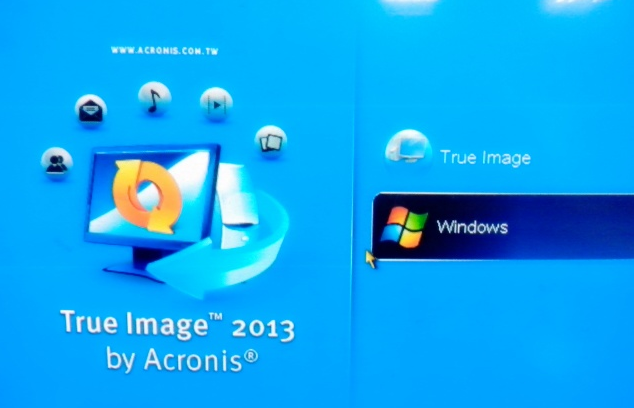 WWW.ACRONIS.COM.TW
True Image™ 2013
by Acronis®
True Image
Windows